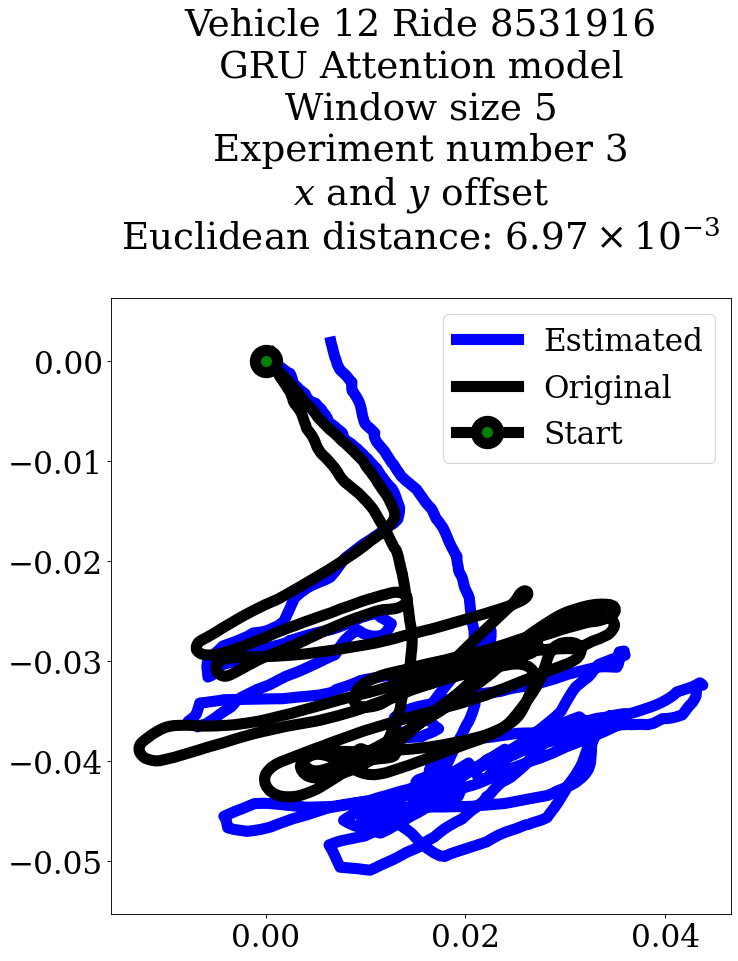 Vehicle 12 Ride 8531916
GRU Attention model
Window size 5
Experiment number 3
x and y offset
Euclidean distance: 6.97 × 10⁻³
Estimated
Original
Start
0.00
−0.01
−0.02
−0.03
−0.04
−0.05
0.00 0.02 0.04